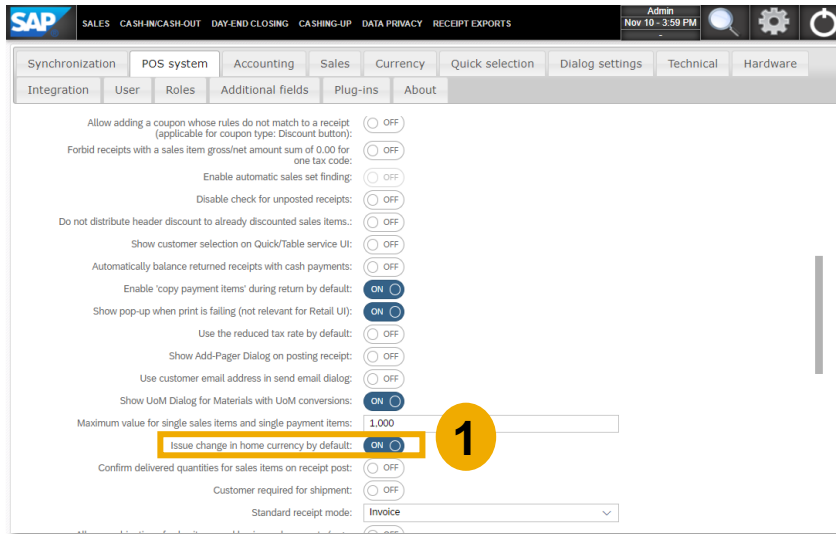 SAP SALES CASH-IN/CASH-OUT DAY-END CLOSING CASHING-UP DATA PRIVACY RECEIPT EXPORTS
Admin
Nov 10 - 3:59 PM
-
Synchronization POS system Accounting Sales Currency Quick selection Dialog settings Technical Hardware
Integration User Roles Additional fields Plug-ins About
Allow adding a coupon whose rules do not match to a receipt
(applicable for coupon type: Discount button): OFF
Forbid receipts with a sales item gross/net amount sum of 0.00 for
one tax code: OFF
Enable automatic sales set finding: OFF
Disable check for unposted receipts: OFF
Do not distribute header discount to already discounted sales items.: OFF
Show customer selection on Quick/Table service UI: OFF
Automatically balance returned receipts with cash payments: OFF
Enable 'copy payment items' during return by default: ON
Show pop-up when print is failing (not relevant for Retail UI): ON
Use the reduced tax rate by default: OFF
Show Add-Pager Dialog on posting receipt: OFF
Use customer email address in send email dialog: OFF
Show UoM Dialog for Materials with UoM conversions: ON
Maximum value for single sales items and single payment items: 1,000
Issue change in home currency by default: ON
1
Confirm delivered quantities for sales items on receipt post: OFF
Customer required for shipment: OFF
Standard receipt mode: Invoice